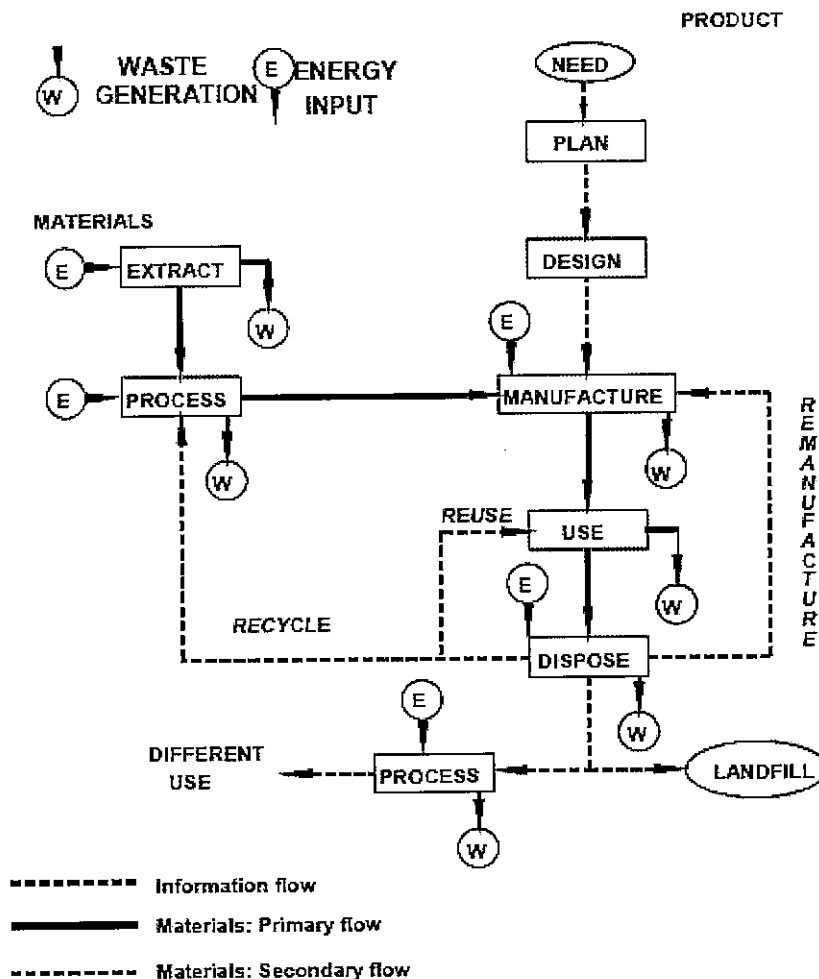 PRODUCT
WASTE
GENERATION
W
E
ENERGY
INPUT
NEED
PLAN
DESIGN
MATERIALS
E
EXTRACT
W
E
E
PROCESS
MANUFACTURE
W
W
REMANUFACTURE
REUSE
USE
E
W
RECYCLE
DISPOSE
W
E
DIFFERENT
USE
PROCESS
LANDFILL
W
Information flow
Materials: Primary flow
Materials: Secondary flow